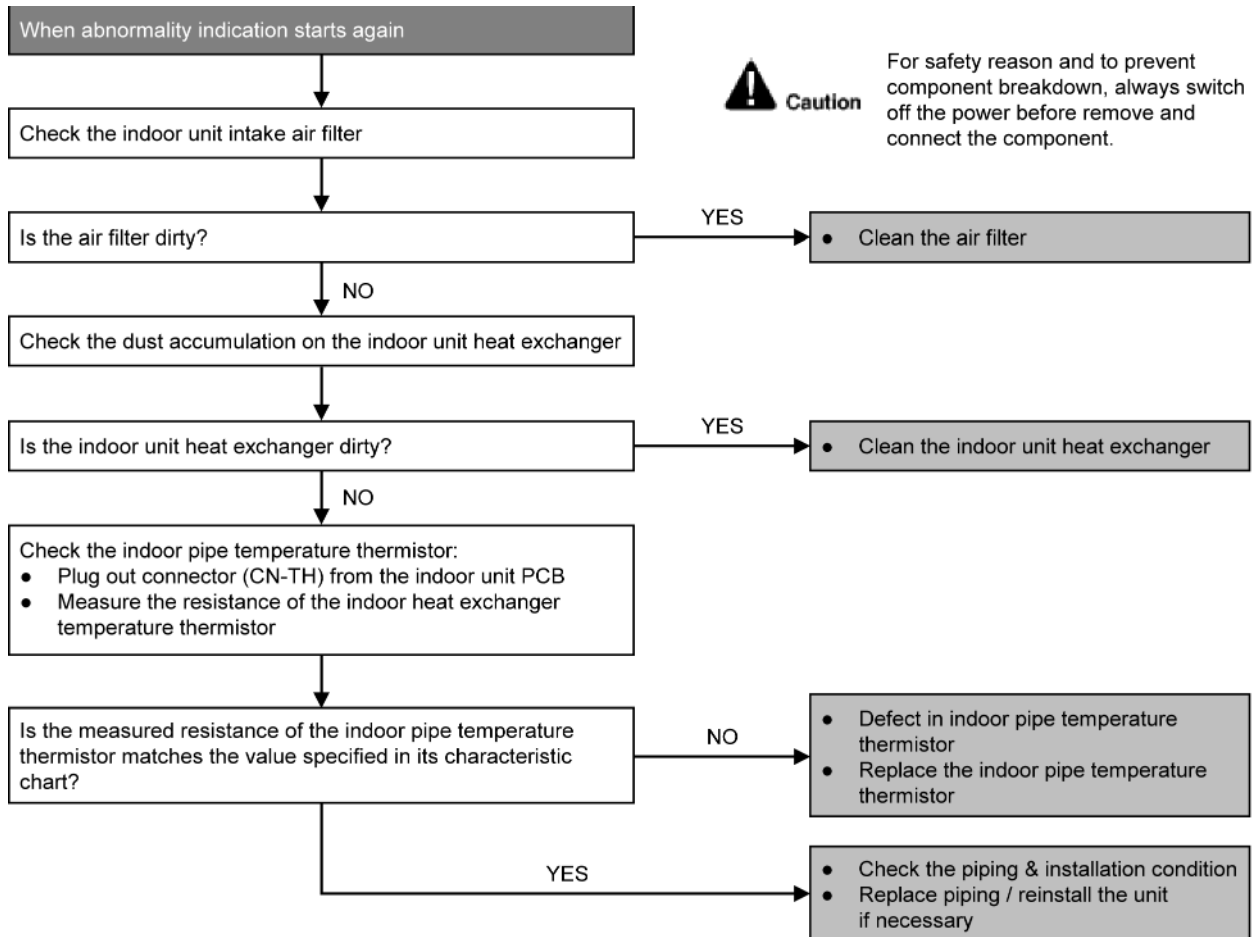 When abnormality indication starts again
Caution
For safety reason and to prevent
component breakdown, always switch
off the power before remove and
connect the component.
Check the indoor unit intake air filter
Is the air filter dirty?
YES
● Clean the air filter
NO
Check the dust accumulation on the indoor unit heat exchanger
Is the indoor unit heat exchanger dirty?
YES
● Clean the indoor unit heat exchanger
NO
Check the indoor pipe temperature thermistor:
● Plug out connector (CN-TH) from the indoor unit PCB
● Measure the resistance of the indoor heat exchanger
temperature thermistor
Is the measured resistance of the indoor pipe temperature
thermistor matches the value specified in its characteristic
chart?
NO
● Defect in indoor pipe temperature
thermistor
● Replace the indoor pipe temperature
thermistor
YES
● Check the piping & installation condition
● Replace piping / reinstall the unit
if necessary